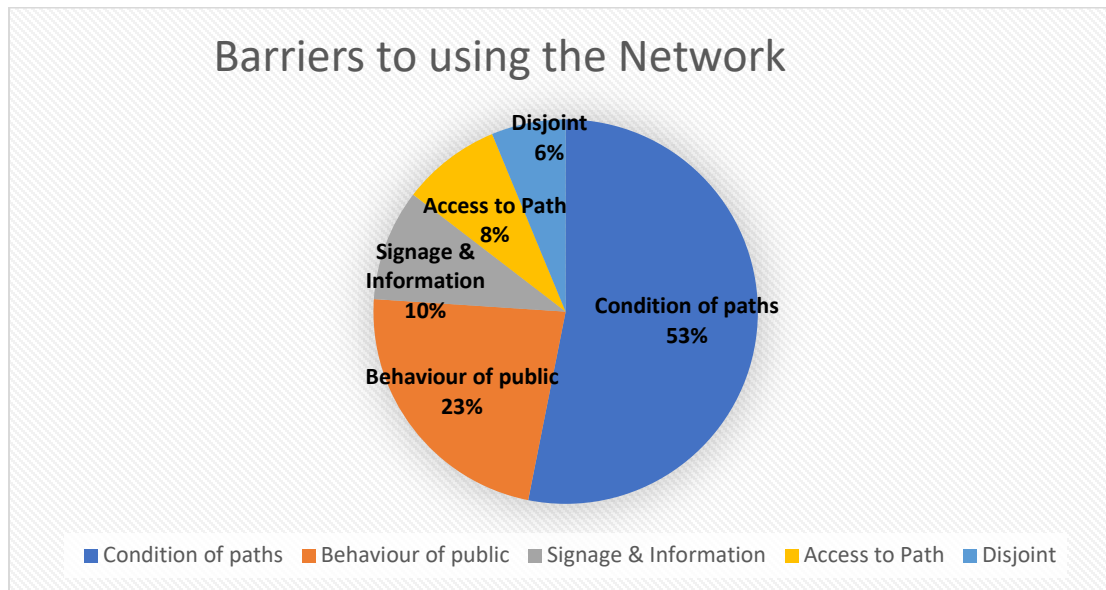 Barriers to using the Network
Disjoint
6%
Access to Path
8%
Signage &
Information
10%
Condition of paths
53%
Behaviour of public
23%
Condition of paths
Behaviour of public
Signage & Information
Access to Path
Disjoint